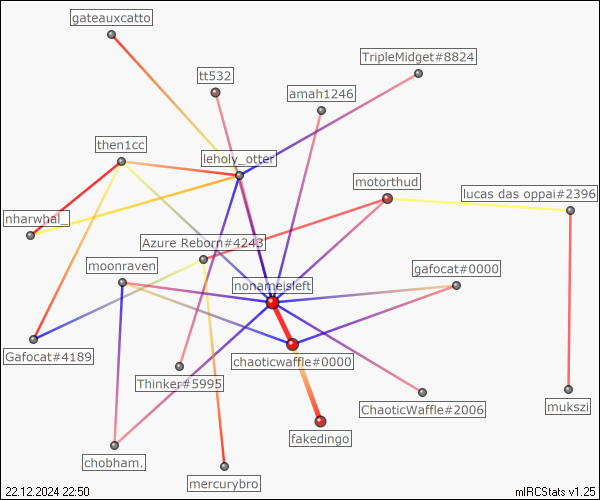 gateauxcatto
TripleMidget#8824
tt532
amah1246
then1cc
leholy_otter
motorthud
lucas das oppai#2396
nharwhal_
Azure Reborn#4243
moonraven
gafocat#0000
nonameisleft
Gafocat#4189
chaoticwaffle#0000
Thinker#5995
ChaoticWaffle#2006
mukszi
fakedingo
chobham.
mercurybro
22.12.2024 22:50
mIRCStats v1.25